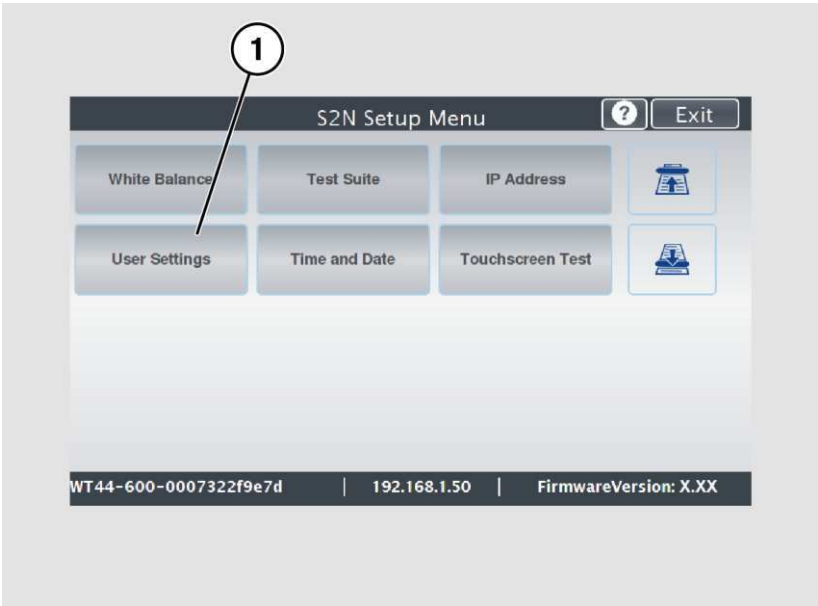 1
S2N Setup Menu ? Exit
White Balance Test Suite IP Address
User Settings Time and Date Touchscreen Test
WT44-600-0007322f9e7d | 192.168.1.50 | FirmwareVersion: X.XX